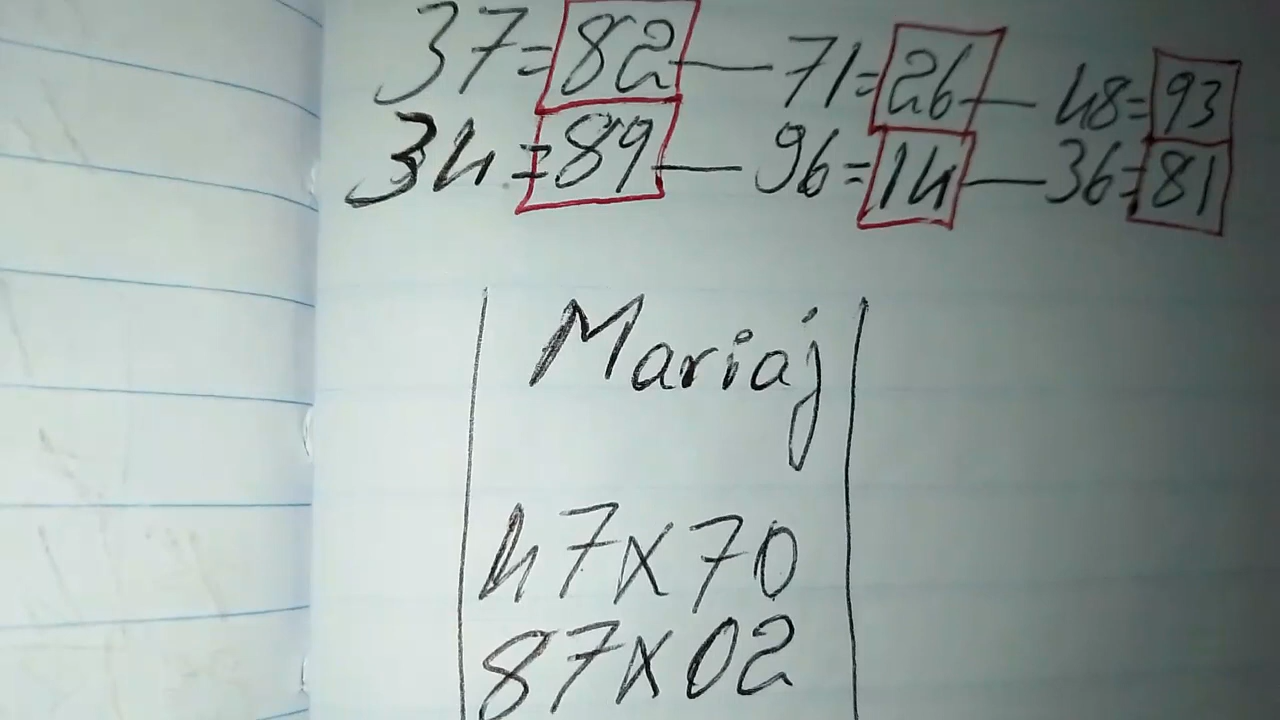 37=82—71=26—48=93
34=89—96=14—36=81
Mariaj
47x70
87x02